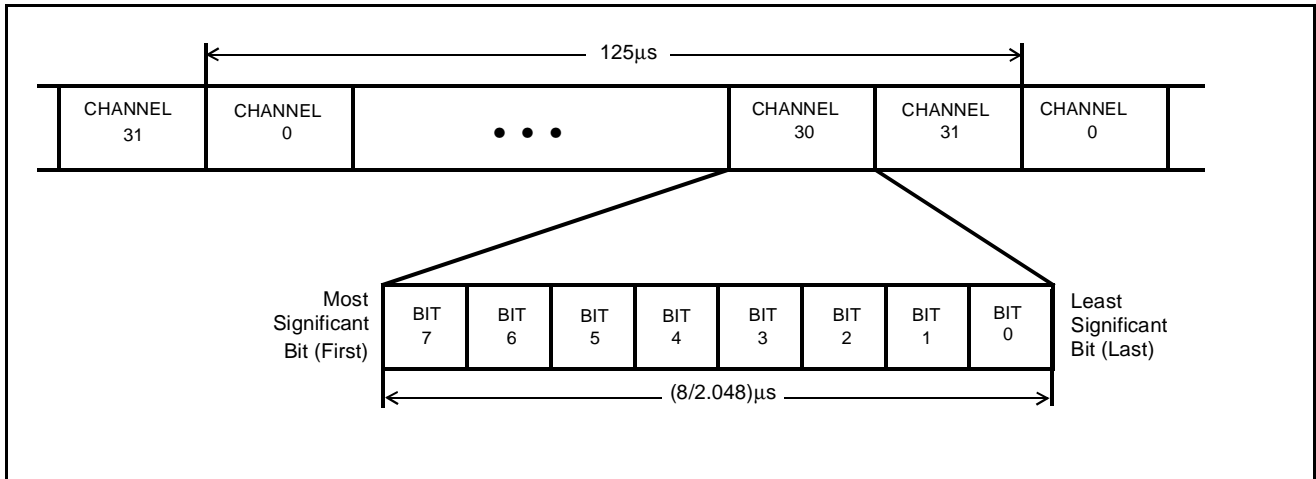 125μs
CHANNEL
31
CHANNEL
0
• • •
CHANNEL
30
CHANNEL
31
CHANNEL
0
Most
Significant
Bit (First)
BIT
7
BIT
6
BIT
5
BIT
4
BIT
3
BIT
2
BIT
1
BIT
0
Least
Significant
Bit (Last)
(8/2.048)μs